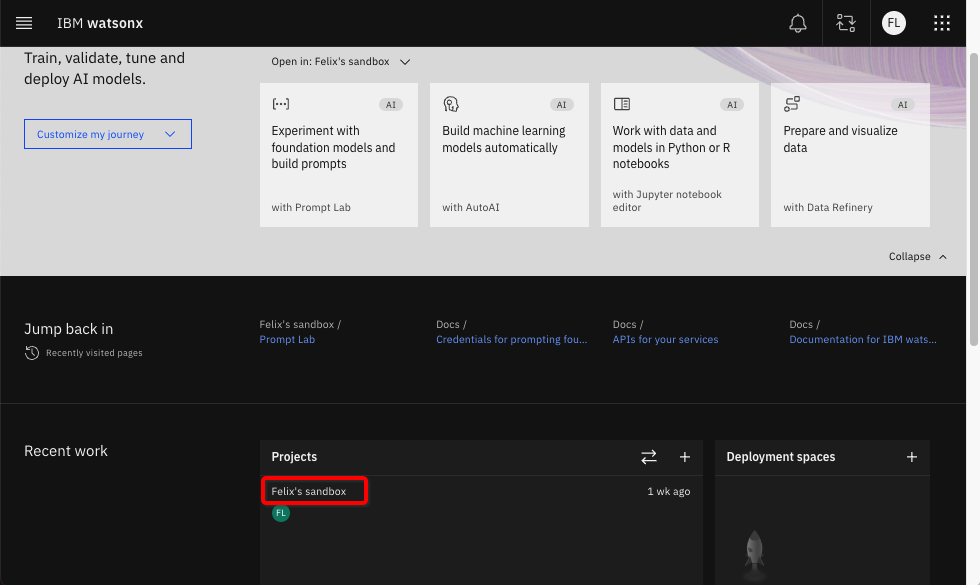 IBM watsonx
FL
Train, validate, tune and
deploy AI models.
Customize my journey
Open in: Felix's sandbox
AI
Experiment with
foundation models and
build prompts
with Prompt Lab
AI
Build machine learning
models automatically
with AutoAI
AI
Work with data and
models in Python or R
notebooks
with Jupyter notebook
editor
AI
Prepare and visualize
data
with Data Refinery
Collapse
Jump back in
Recently visited pages
Felix's sandbox /
Prompt Lab
Docs /
Credentials for prompting fou...
Docs /
APIs for your services
Docs /
Documentation for IBM wats...
Recent work
Projects
Felix's sandbox
1 wk ago
FL
Deployment spaces